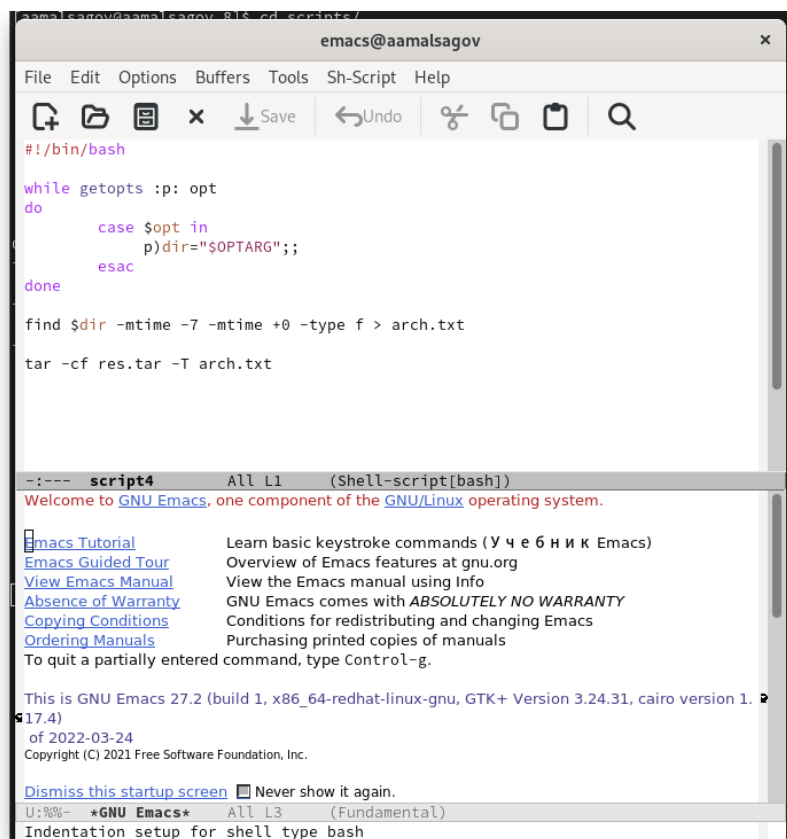 aamalsagov@aamalsagov 8]$ cd scripts/
emacs@aamalsagov
File Edit Options Buffers Tools Sh-Script Help
Save Undo
#!/bin/bash
while getopts :p: opt
do
case $opt in
p)dir="$OPTARG";;
esac
done
find $dir -mtime -7 -mtime +0 -type f > arch.txt
tar -cf res.tar -T arch.txt
-:--- script4 All L1 (Shell-script[bash])
Welcome to GNU Emacs, one component of the GNU/Linux operating system.
Emacs Tutorial Learn basic keystroke commands (Учебник Emacs)
Emacs Guided Tour Overview of Emacs features at gnu.org
View Emacs Manual View the Emacs manual using Info
Absence of Warranty GNU Emacs comes with ABSOLUTELY NO WARRANTY
Copying Conditions Conditions for redistributing and changing Emacs
Ordering Manuals Purchasing printed copies of manuals
To quit a partially entered command, type Control-g.
This is GNU Emacs 27.2 (build 1, x86_64-redhat-linux-gnu, GTK+ Version 3.24.31, cairo version 1.
17.4)
of 2022-03-24
Copyright (C) 2021 Free Software Foundation, Inc.
Dismiss this startup screen Never show it again.
U:%%- *GNU Emacs* All L3 (Fundamental)
Indentation setup for shell type bash